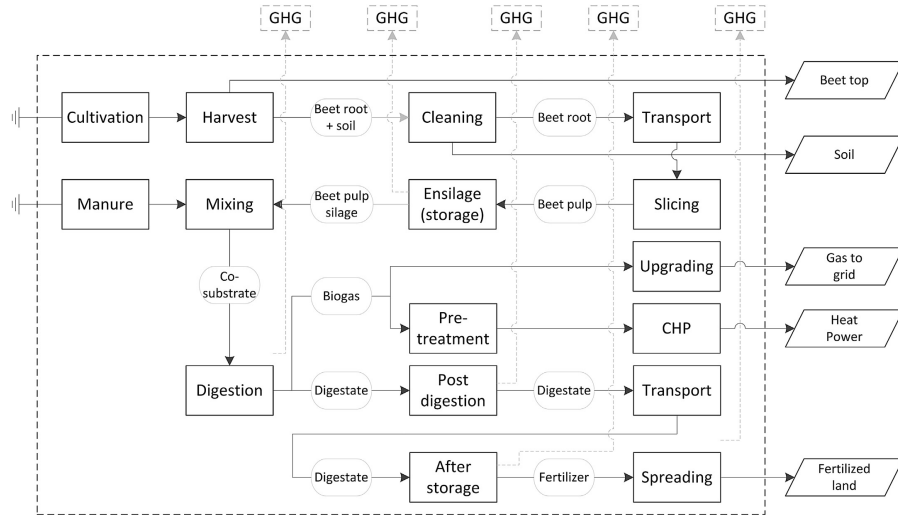 GHG
GHG
GHG
GHG
GHG
Beet top
Cultivation
Harvest
Beet root
+ soil
Cleaning
Beet root
Transport
Soil
Manure
Mixing
Beet pulp
silage
Ensilage
(storage)
Beet pulp
Slicing
Co-
substrate
Biogas
Upgrading
Gas to
grid
Pre-
treatment
CHP
Heat
Power
Digestion
Digestate
Post
digestion
Digestate
Transport
Digestate
After
storage
Fertilizer
Spreading
Fertilized
land